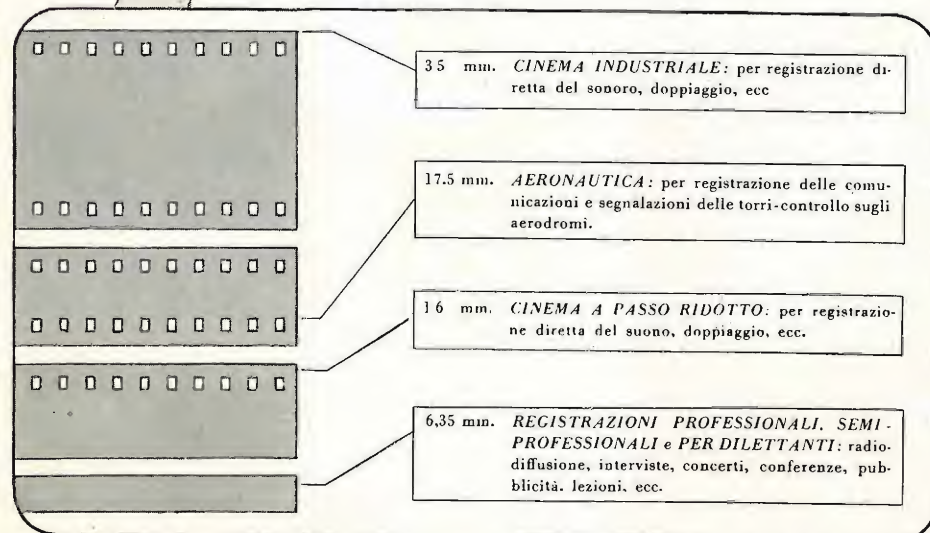 35 mm. CINEMA INDUSTRIALE: per registrazione di-
retta del sonoro, doppiaggio, ecc
17.5 mm. AERONAUTICA: per registrazione delle comu-
nicazioni e segnalazioni delle torri-controllo sugli
aerodromi.
16 mm. CINEMA A PASSO RIDOTTO: per registrazio-
ne diretta del suono, doppiaggio, ecc.
6,35 mm. REGISTRAZIONI PROFESSIONALI, SEMI-
PROFESSIONALI e PER DILETTANTI: radio-
diffusione, interviste, concerti, conferenze, pub-
blicità. lezioni. ecc.